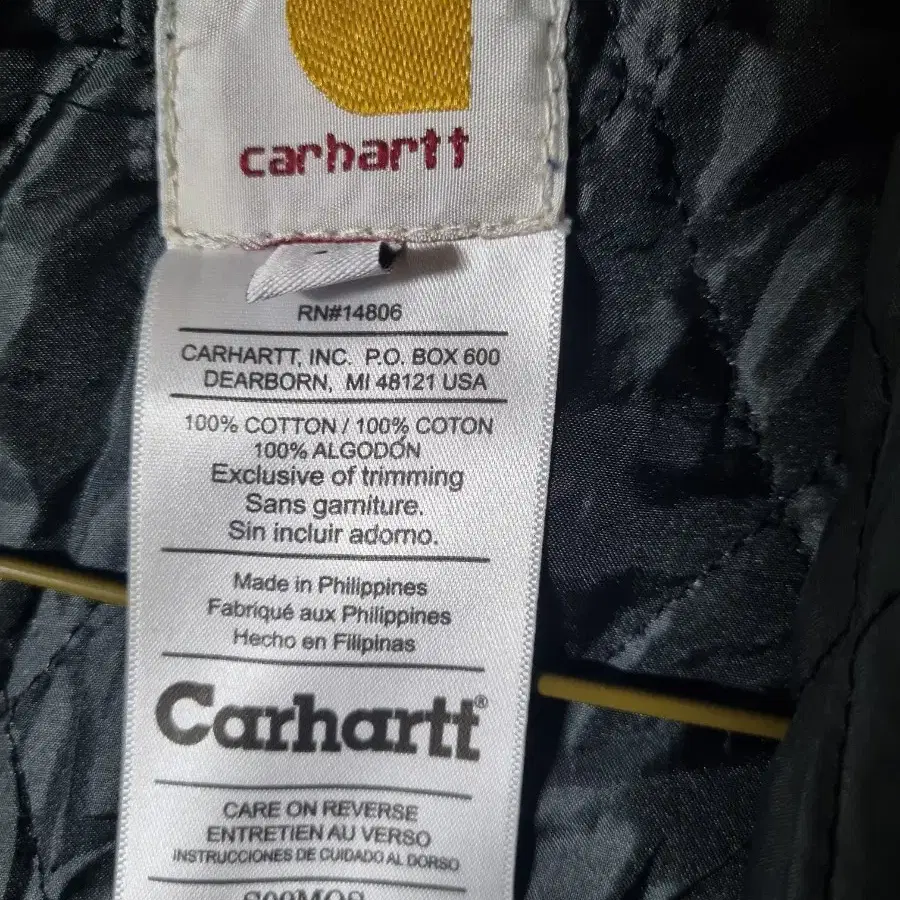 carhartt
RN#14806
CARHARTT, INC. P.O. BOX 600
DEARBORN, MI 48121 USA
100% COTTON / 100% COTON
100% ALGODÓN
Exclusive of trimming
Sans garniture.
Sin incluir adorno.
Made in Philippines
Fabriqué aux Philippines
Hecho en Filipinas
Carhartt®
CARE ON REVERSE
ENTRETIEN AU VERSO
INSTRUCCIONES DE CUIDADO AL DORSO